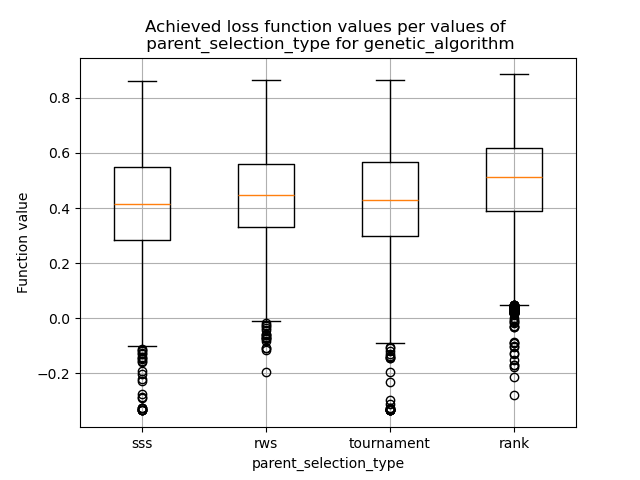 Achieved loss function values per values of
parent_selection_type for genetic_algorithm
0.8
0.6
0.4
0.2
0.0
−0.2
Function value
sss rws tournament rank
parent_selection_type